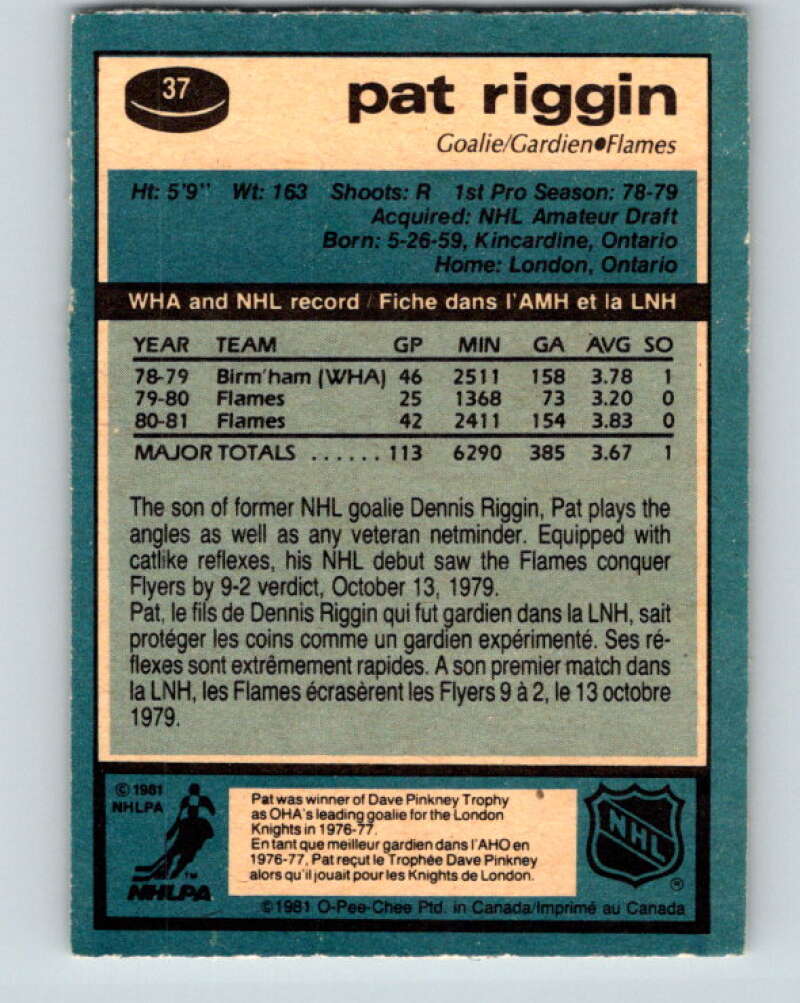 37
pat riggin
Goalie/Gardien●Flames
Ht: 5'9" Wt: 163 Shoots: R 1st Pro Season: 78-79
Acquired: NHL Amateur Draft
Born: 5-26-59, Kincardine, Ontario
Home: London, Ontario
WHA and NHL record / Fiche dans l'AMH et la LNH
YEAR TEAM GP MIN GA AVG SO
78-79 Birm'ham (WHA) 46 2511 158 3.78 1
79-80 Flames 25 1368 73 3.20 0
80-81 Flames 42 2411 154 3.83 0
MAJOR TOTALS ...... 113 6290 385 3.67 1
The son of former NHL goalie Dennis Riggin, Pat plays the
angles as well as any veteran netminder. Equipped with
catlike reflexes, his NHL debut saw the Flames conquer
Flyers by 9-2 verdict, October 13, 1979.
Pat, le fils de Dennis Riggin qui fut gardien dans la LNH, sait
protéger les coins comme un gardien expérimenté. Ses ré-
flexes sont extrêmement rapides. A son premier match dans
la LNH, les Flames écrasèrent les Flyers 9 à 2, le 13 octobre
1979.
© 1981
NHLPA
TM
NHLPA
Pat was winner of Dave Pinkney Trophy
as OHA's leading goalie for the London
Knights in 1976-77.
En tant que meilleur gardien dans l'AHO en
1976-77, Pat reçut le Trophée Dave Pinkney
alors qu'il jouait pour les Knights de London.
NHL
®
© 1981 O-Pee-Chee Ptd. in Canada/Imprimé au Canada